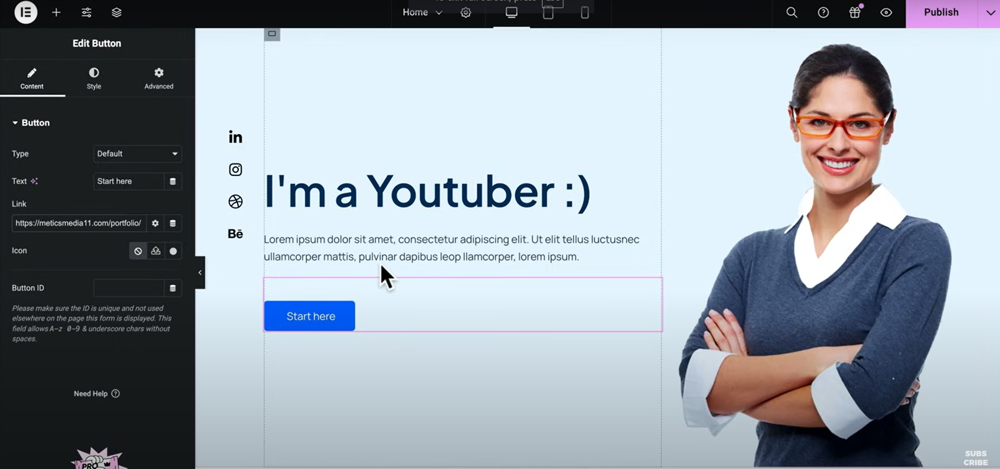 Home
Publish
Edit Button
Content
Style
Advanced
Button
Type
Default
Text
Start here
Link
https://meticsmedia11.com/portfolio/
Icon
Button ID
Please make sure the ID is unique and not used
elsewhere on the page this form is displayed. This
field allows A–z 0–9 & underscore chars without
spaces.
Need Help
PRO
in
I'm a Youtuber :)
Bē
Lorem ipsum dolor sit amet, consectetur adipiscing elit. Ut elit tellus luctusnec
ullamcorper mattis, pulvinar dapibus leop llamcorper, lorem ipsum.
Start here
SUBS
CRIBE